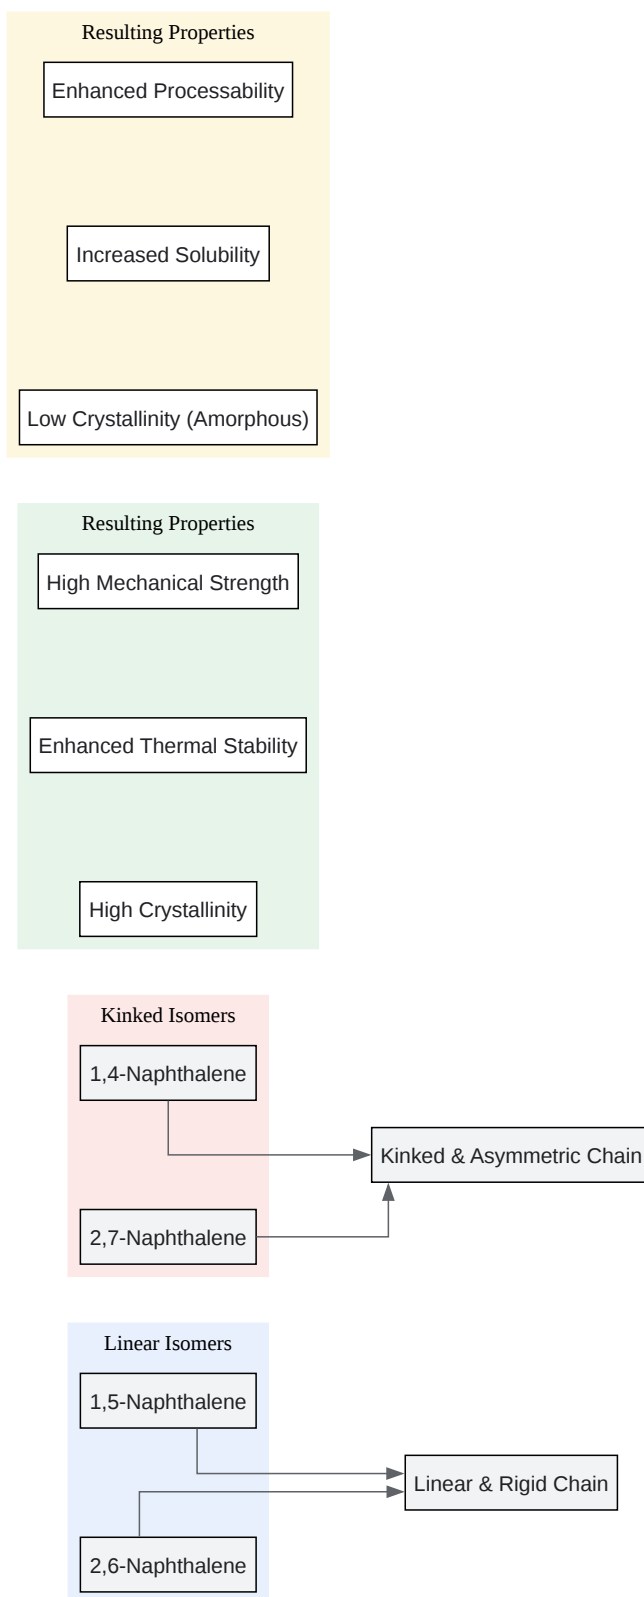 Resulting Properties
Enhanced Processability
Increased Solubility
Low Crystallinity (Amorphous)
Resulting Properties
High Mechanical Strength
Enhanced Thermal Stability
High Crystallinity
Kinked Isomers
1,4-Naphthalene
Kinked & Asymmetric Chain
2,7-Naphthalene
Linear Isomers
1,5-Naphthalene
Linear & Rigid Chain
2,6-Naphthalene